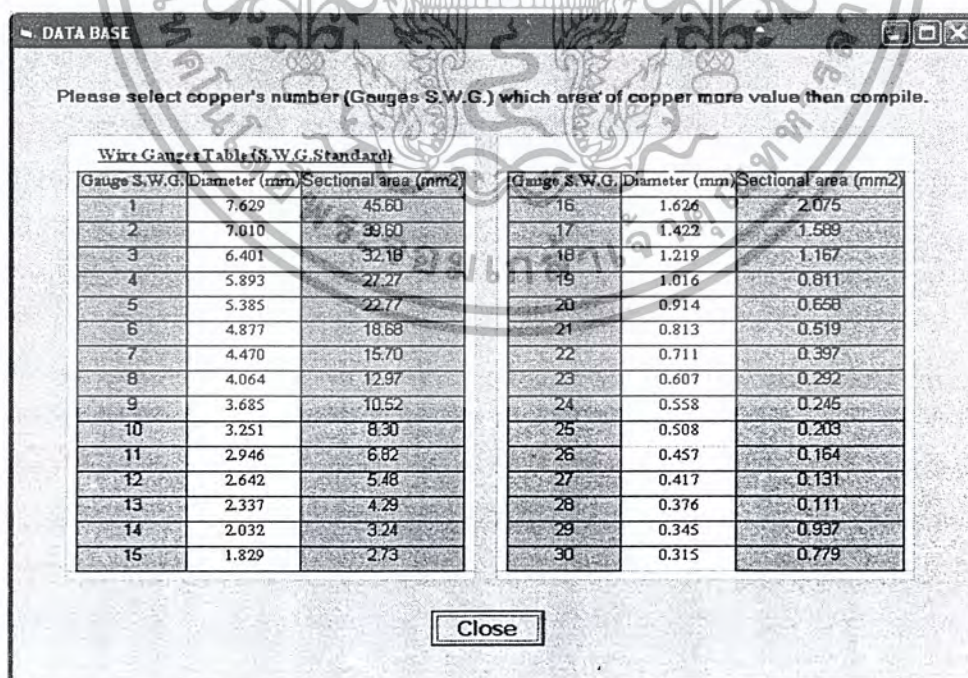 DATA BASE
Please select copper's number (Gauges S.W.G.) which area of copper more value than compile.
Wire Gauges Table (S.W.G.Standard)
Gauge S.W.G. Diameter (mm) Sectional area (mm2)
1 7.629 45.60
2 7.010 39.60
3 6.401 32.18
4 5.893 27.27
5 5.385 22.77
6 4.877 18.68
7 4.470 15.70
8 4.064 12.97
9 3.685 10.52
10 3.251 8.30
11 2.946 6.82
12 2.642 5.48
13 2.337 4.29
14 2.032 3.24
15 1.829 2.73
Gauge S.W.G. Diameter (mm) Sectional area (mm2)
16 1.626 2.075
17 1.422 1.589
18 1.219 1.167
19 1.016 0.811
20 0.914 0.658
21 0.813 0.519
22 0.711 0.397
23 0.607 0.292
24 0.558 0.245
25 0.508 0.203
26 0.457 0.164
27 0.417 0.131
28 0.376 0.111
29 0.345 0.937
30 0.315 0.779
Close